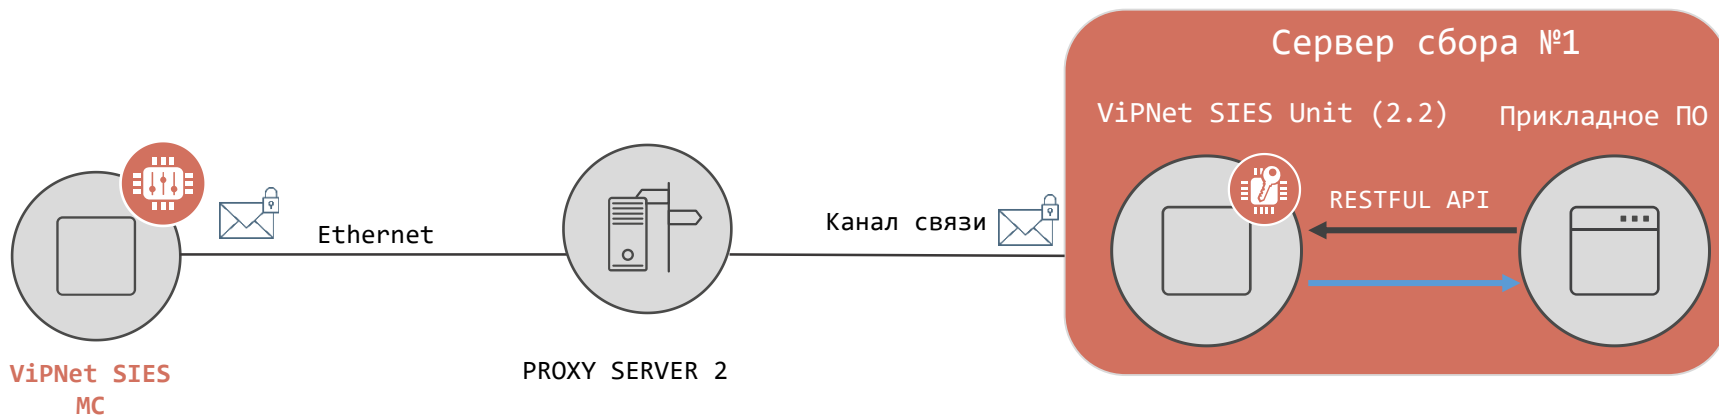 Сервер сбора №1
ViPNet SIES Unit (2.2)
Прикладное ПО
RESTFUL API
Ethernet
Канал связи
PROXY SERVER 2
ViPNet SIES
MC